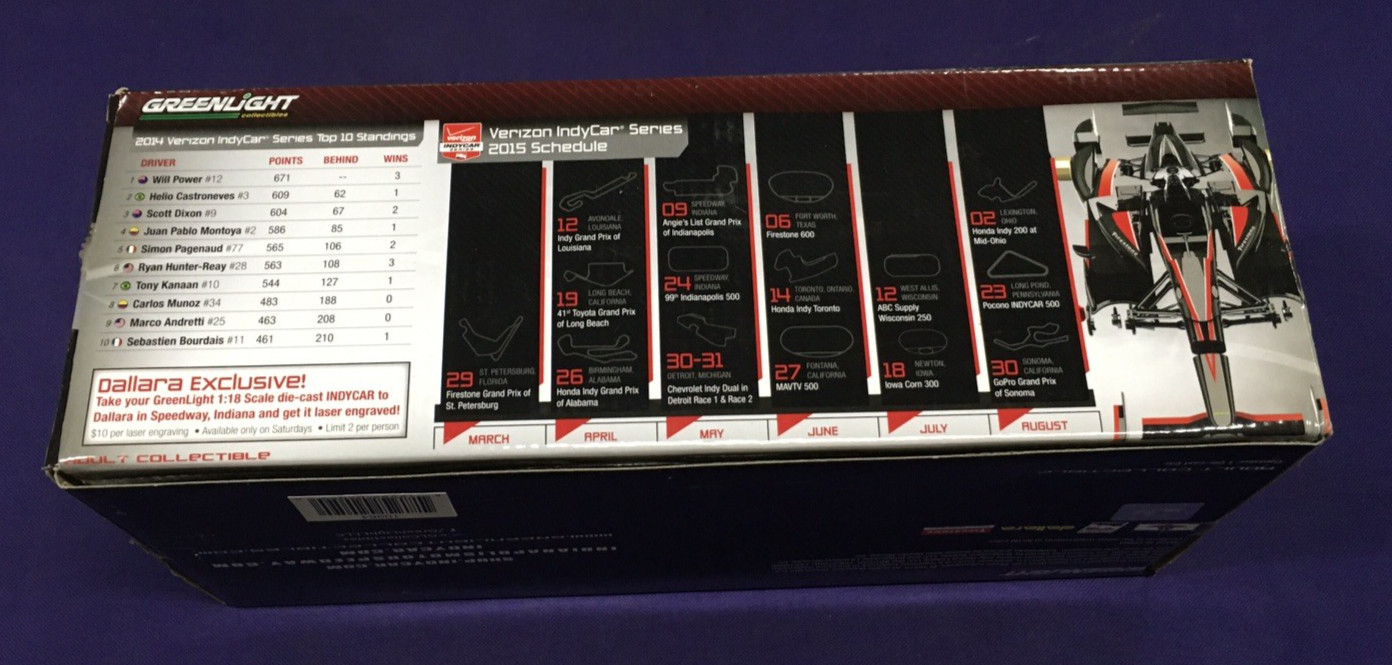 GREENLiGHT
collectibles
2014 Verizon IndyCar® Series Top 10 Standings
DRIVER POINTS BEHIND WINS
1 Will Power #12 671 -- 3
2 Helio Castroneves #3 609 62 1
3 Scott Dixon #9 604 67 2
4 Juan Pablo Montoya #2 586 85 1
5 Simon Pagenaud #77 565 106 2
6 Ryan Hunter-Reay #28 563 108 3
7 Tony Kanaan #10 544 127 1
8 Carlos Munoz #34 483 188 0
9 Marco Andretti #25 463 208 0
10 Sebastien Bourdais #11 461 210 1
Dallara Exclusive!
Take your GreenLight 1:18 Scale die-cast INDYCAR to
Dallara in Speedway, Indiana and get it laser engraved!
$10 per laser engraving • Available only on Saturdays • Limit 2 per person
ADULT COLLECTIBLE
verizon
INDYCAR
SERIES
Verizon IndyCar® Series
2015 Schedule
29 ST. PETERSBURG,
FLORIDA
Firestone Grand Prix of
St. Petersburg
MARCH
12 AVONDALE,
LOUISIANA
Indy Grand Prix of
Louisiana
19 LONG BEACH,
CALIFORNIA
41st Toyota Grand Prix
of Long Beach
26 BIRMINGHAM,
ALABAMA
Honda Indy Grand Prix
of Alabama
APRIL
09 SPEEDWAY,
INDIANA
Angie's List Grand Prix
of Indianapolis
24 SPEEDWAY,
INDIANA
99th Indianapolis 500
30-31
DETROIT, MICHIGAN
Chevrolet Indy Dual in
Detroit Race 1 & Race 2
MAY
06 FORT WORTH,
TEXAS
Firestone 600
14 TORONTO, ONTARIO,
CANADA
Honda Indy Toronto
27 FONTANA,
CALIFORNIA
MAVTV 500
JUNE
12 WEST ALLIS,
WISCONSIN
ABC Supply
Wisconsin 250
18 NEWTON,
IOWA
Iowa Corn 300
JULY
02 LEXINGTON,
OHIO
Honda Indy 200 at
Mid-Ohio
23 LONG POND,
PENNSYLVANIA
Pocono INDYCAR 500
30 SONOMA,
CALIFORNIA
GoPro Grand Prix
of Sonoma
AUGUST
Firestone
Firestone
INDIANAPOLISMOTORSPEEDWAY.COM
SHOP.INDYCAR.COM
INDYCAR.COM